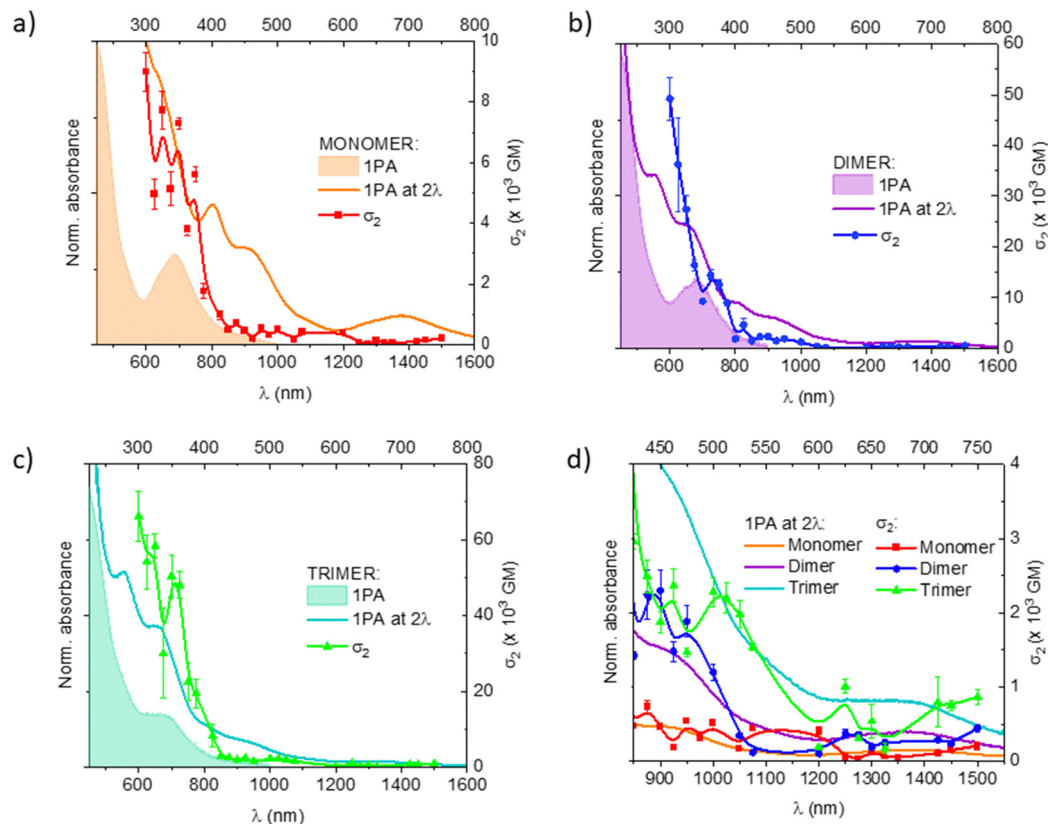 a)
200 300 400 500 600 700 800
Norm. absorbance
MONOMER:
1PA
1PA at 2λ
σ2
10
8
6
4
2
0
σ2 (x 10³ GM)
600 800 1000 1200 1400 1600
λ (nm)
b)
300 400 500 600 700 800
Norm. absorbance
DIMER:
1PA
1PA at 2λ
σ2
60
50
40
30
20
10
0
σ2 (x 10³ GM)
600 800 1000 1200 1400 1600
λ (nm)
c)
300 400 500 600 700 800
Norm. absorbance
TRIMER:
1PA
1PA at 2λ
σ2
80
60
40
20
0
σ2 (x 10³ GM)
600 800 1000 1200 1400 1600
λ (nm)
d)
450 500 550 600 650 700 750
Norm. absorbance
1PA at 2λ: σ2:
Monomer Monomer
Dimer Dimer
Trimer Trimer
4
3
2
1
0
σ2 (x 10³ GM)
900 1000 1100 1200 1300 1400 1500
λ (nm)